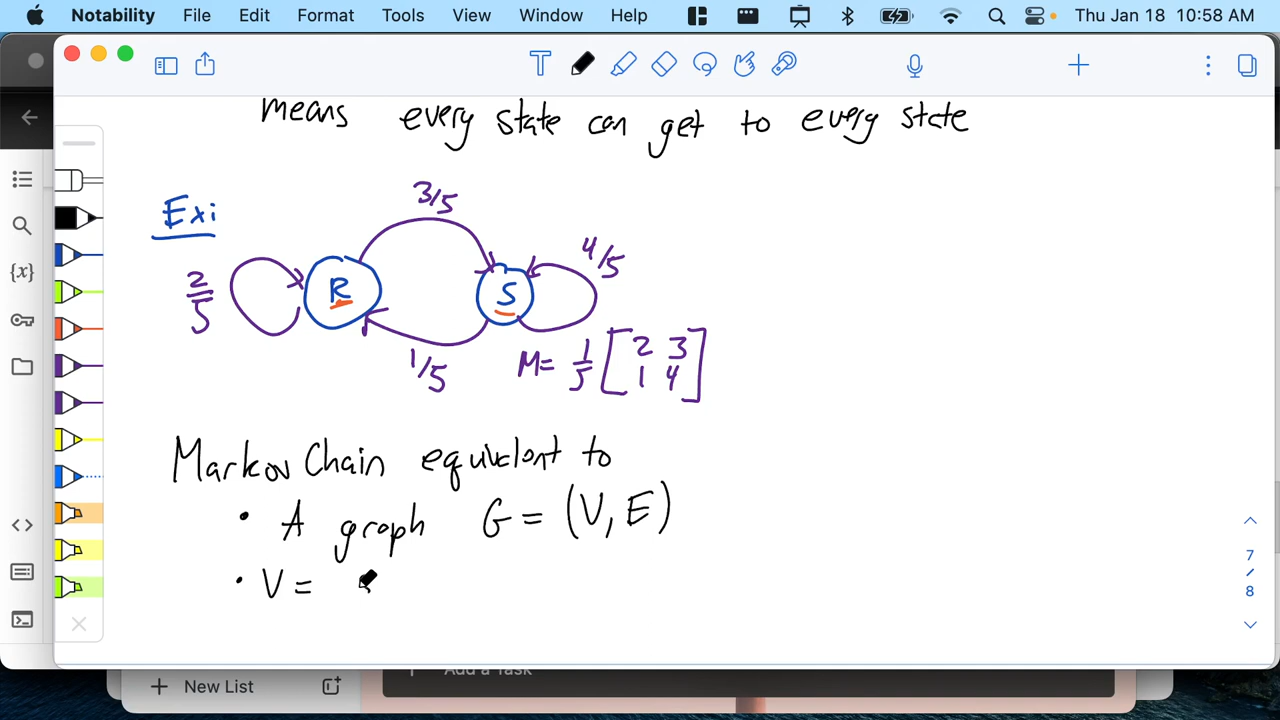 Notability File Edit Format Tools View Window Help Thu Jan 18 10:58 AM
means every state can get to every state
Exi
3/5
4/5
2/5
R
S
1/5
M= 1/5 [2 3
1 4]
Markov Chain equivalent to
• A graph G = (V, E)
• V =
7
/
8
Add a Task
+ New List